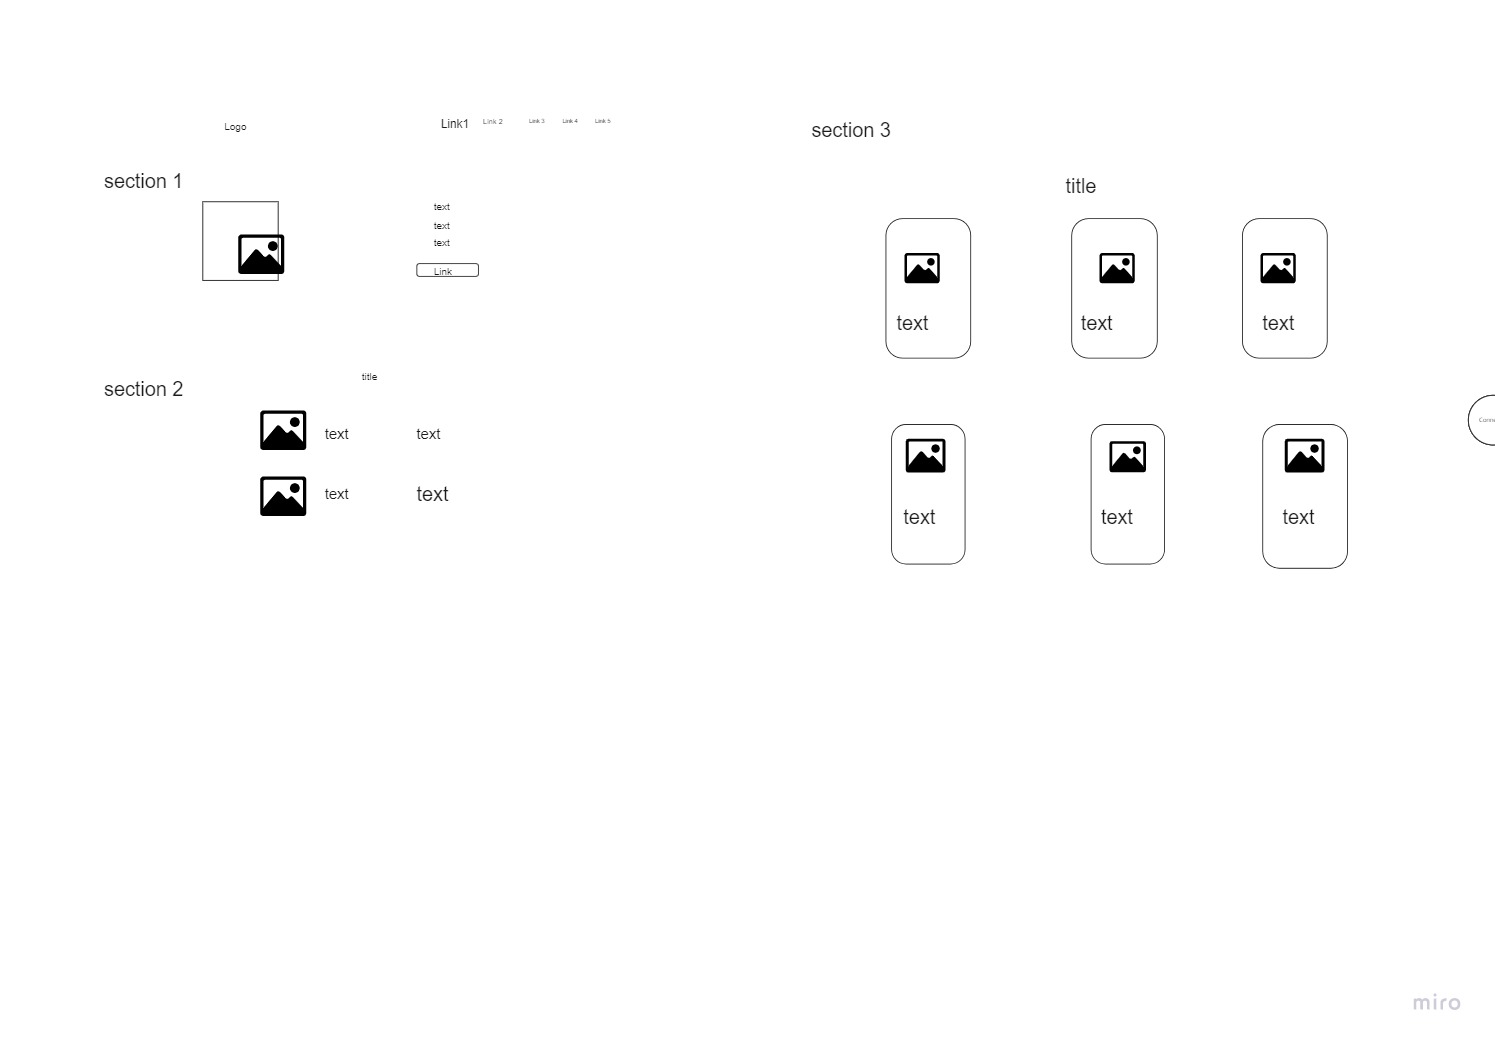 Logo
Link1 Link 2 Link 3 Link 4 Link 5
section 1
text
text
text
Link
section 2
title
text text
text text
section 3
title
text text text
text text text
miro